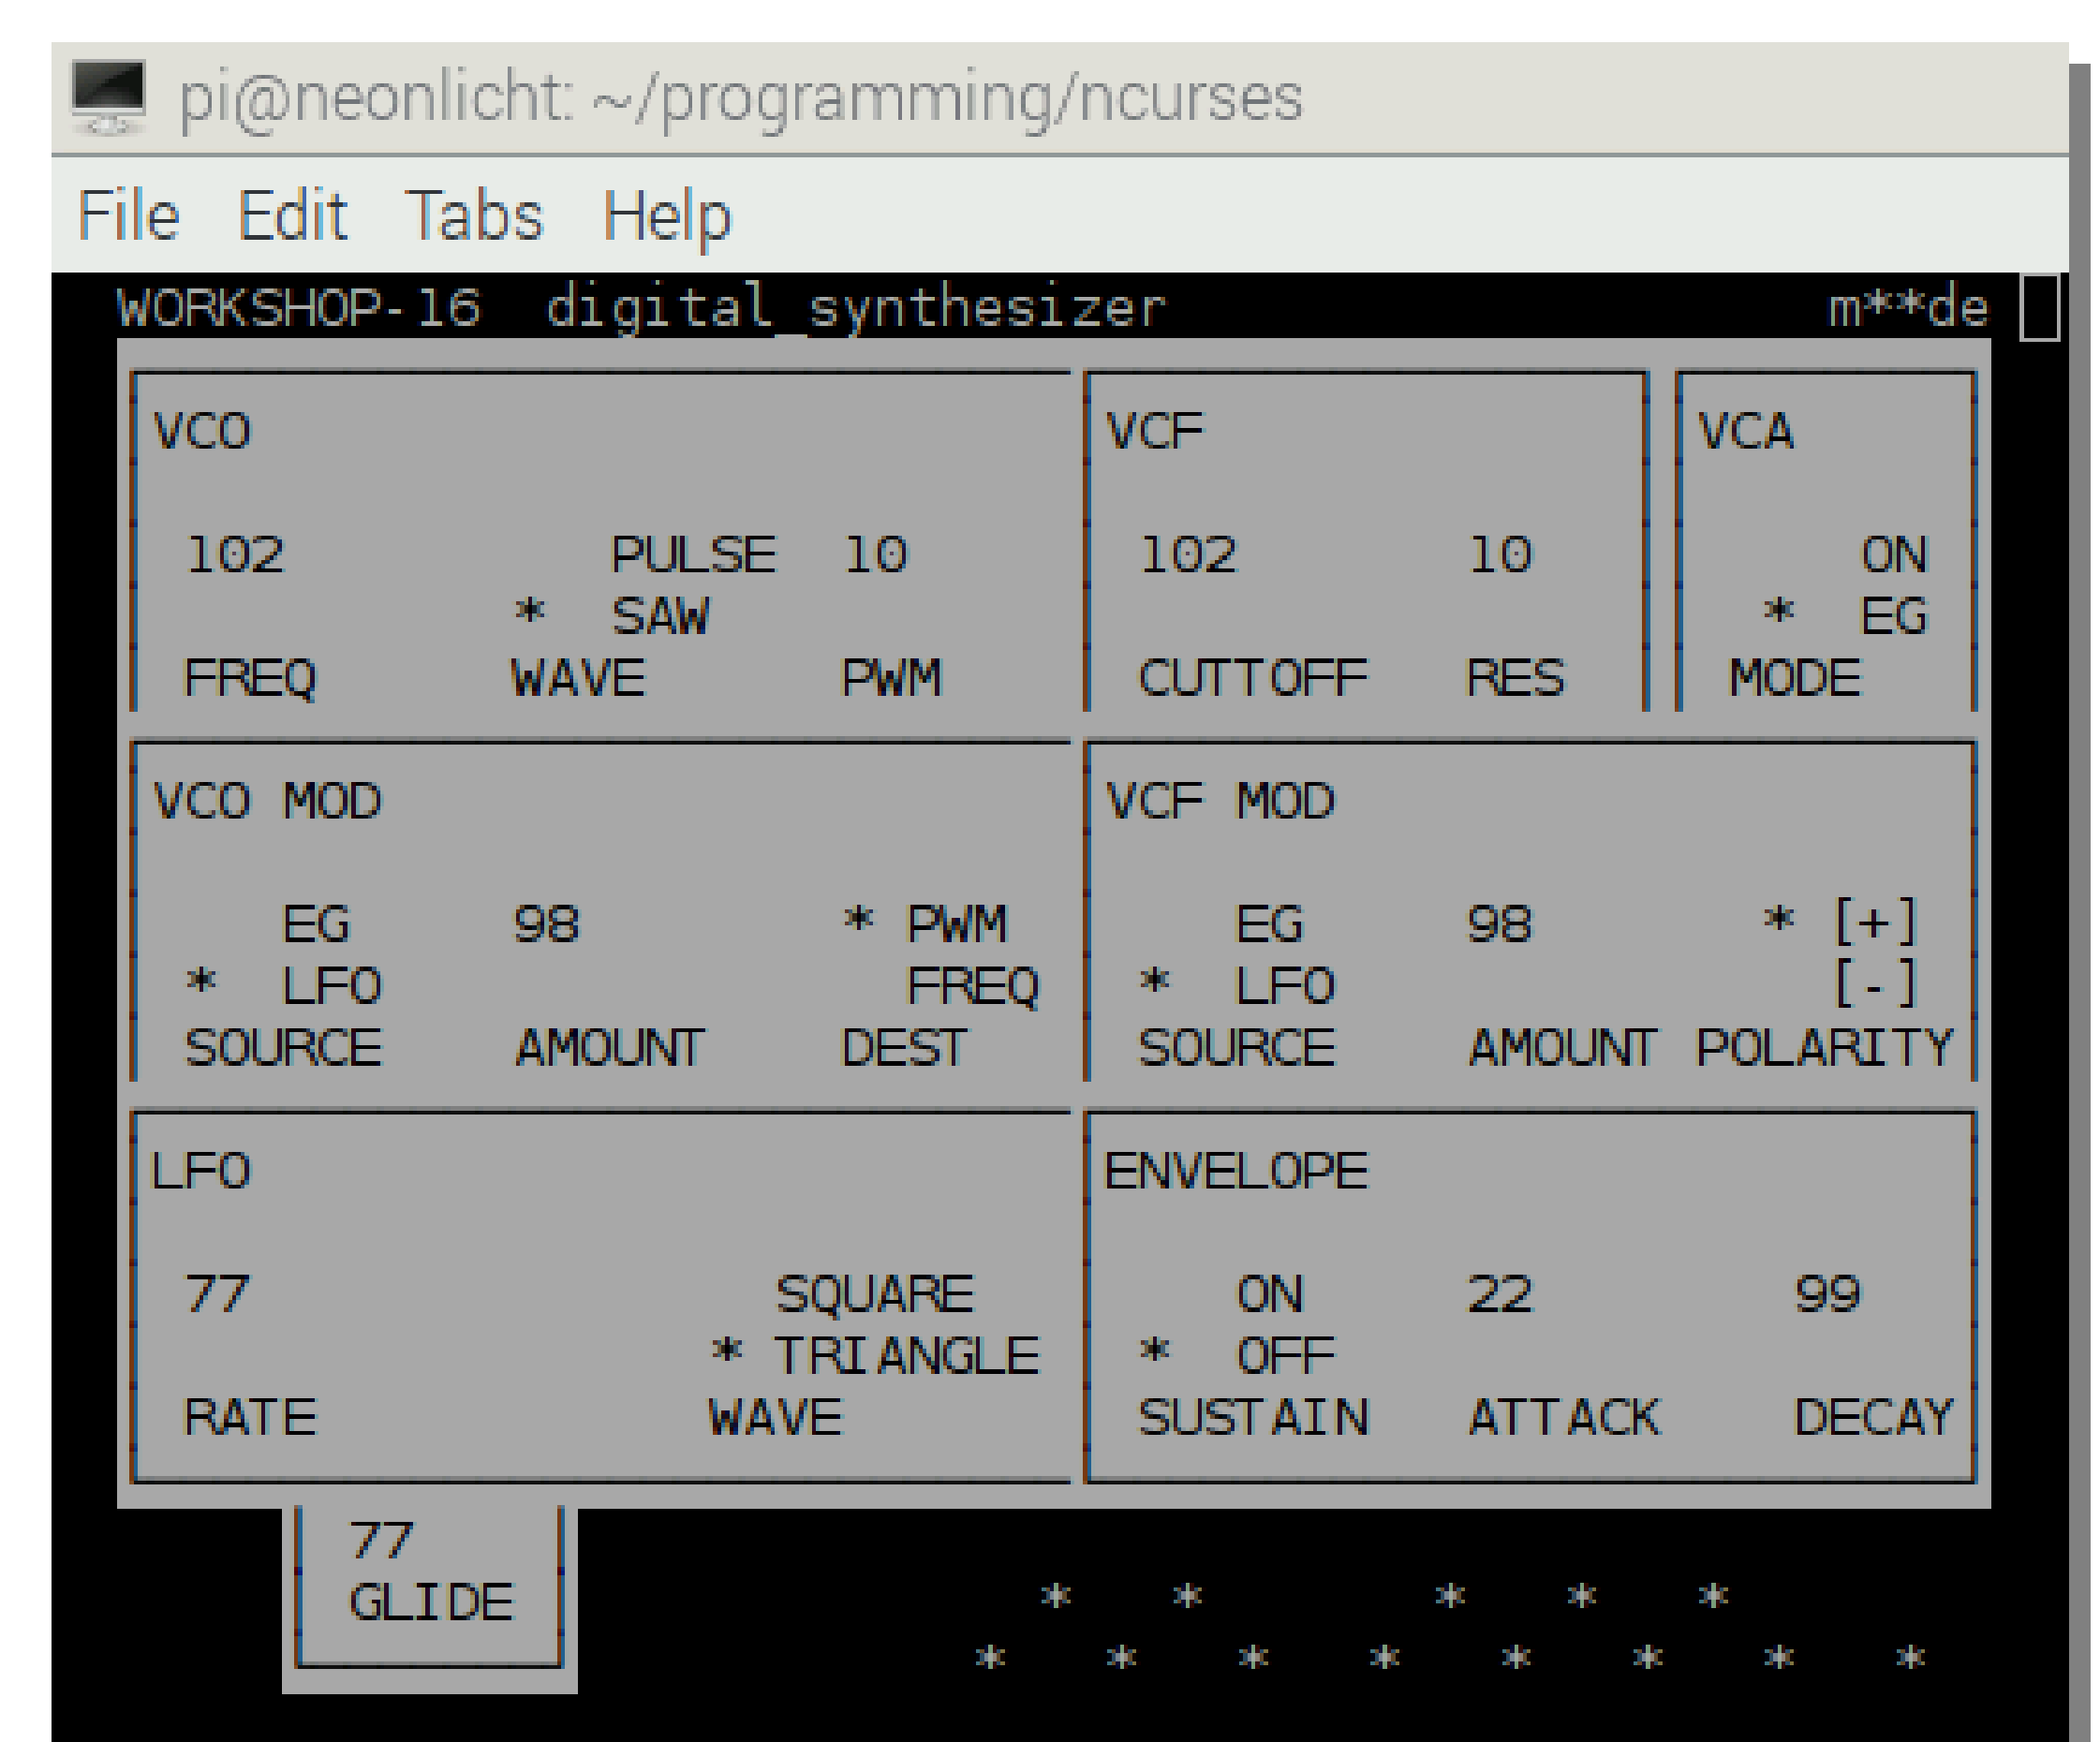 pi@neonlicht: ~/programming/ncurses
File Edit Tabs Help
WORKSHOP-16 digital_synthesizer m**de
VCO VCF VCA
102 PULSE 10 102 10 ON
* SAW * EG
FREQ WAVE PWM CUTTOFF RES MODE
VCO MOD VCF MOD
EG 98 * PWM EG 98 * [+]
* LFO FREQ * LFO [-]
SOURCE AMOUNT DEST SOURCE AMOUNT POLARITY
LFO ENVELOPE
77 SQUARE ON 22 99
* TRIANGLE * OFF
RATE WAVE SUSTAIN ATTACK DECAY
77
GLIDE * * * * *
* * * * * * * *